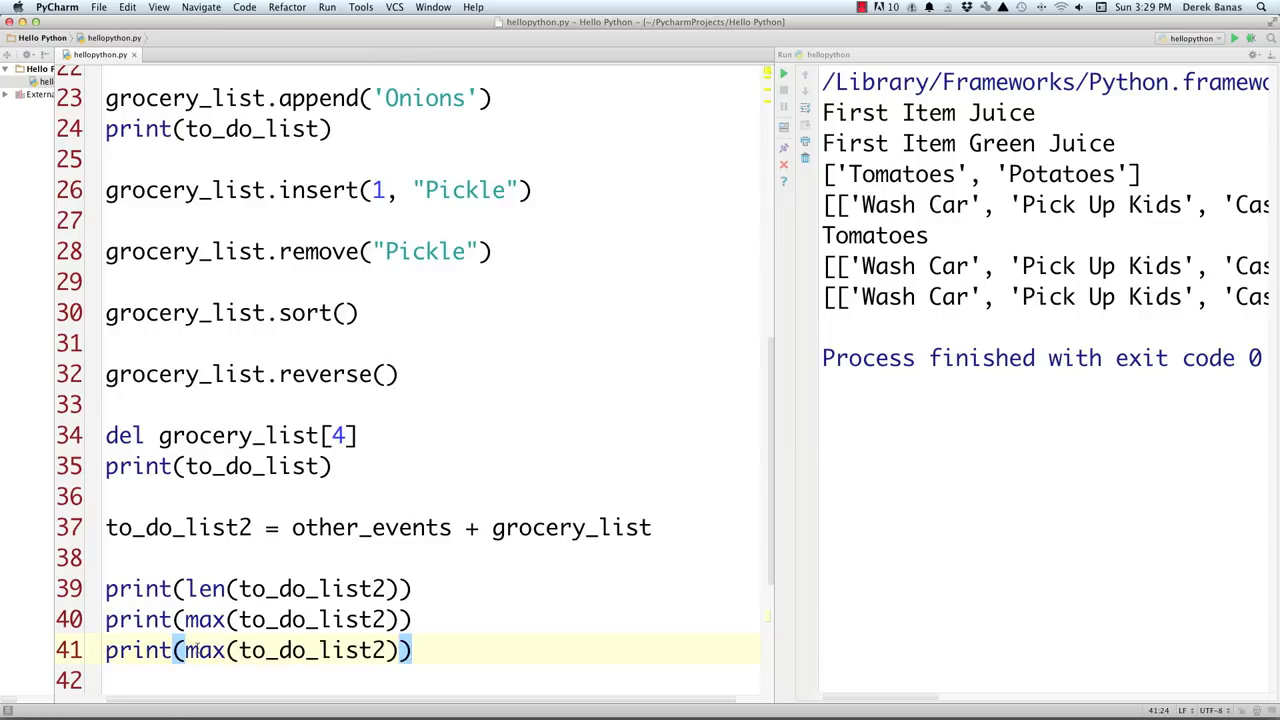 PyCharm File Edit View Navigate Code Refactor Run Tools VCS Window Help 10 Sun 3:29 PM Derek Banas
hellopython.py – Hello Python – [~/PycharmProjects/Hello Python]
Hello Python hellopython.py hellopython
hellopython.py Run hellopython
Hello P
hell
Extern
22
23 grocery_list.append('Onions')
24 print(to_do_list)
25
26 grocery_list.insert(1, "Pickle")
27
28 grocery_list.remove("Pickle")
29
30 grocery_list.sort()
31
32 grocery_list.reverse()
33
34 del grocery_list[4]
35 print(to_do_list)
36
37 to_do_list2 = other_events + grocery_list
38
39 print(len(to_do_list2))
40 print(max(to_do_list2))
41 print(max(to_do_list2))
42
/Library/Frameworks/Python.framewo
First Item Juice
First Item Green Juice
['Tomatoes', 'Potatoes']
[['Wash Car', 'Pick Up Kids', 'Cas
Tomatoes
[['Wash Car', 'Pick Up Kids', 'Cas
[['Wash Car', 'Pick Up Kids', 'Cas
Process finished with exit code 0
41:24 LF UTF-8